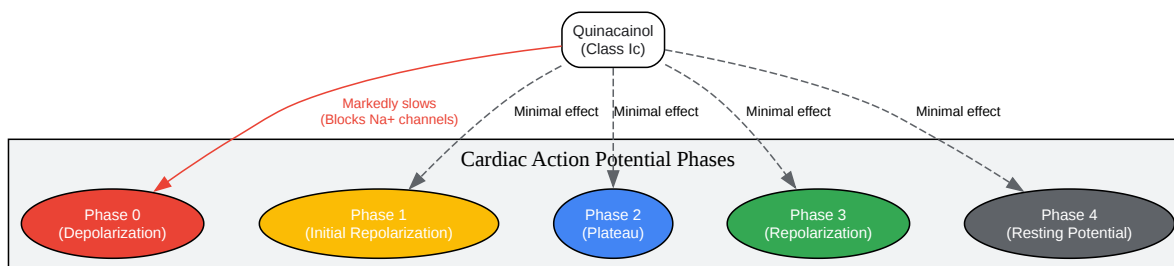 Quinacainol
(Class Ic)
Markedly slows
(Blocks Na+ channels)
Minimal effect
Minimal effect
Minimal effect
Minimal effect
Cardiac Action Potential Phases
Phase 0
(Depolarization)
Phase 1
(Initial Repolarization)
Phase 2
(Plateau)
Phase 3
(Repolarization)
Phase 4
(Resting Potential)